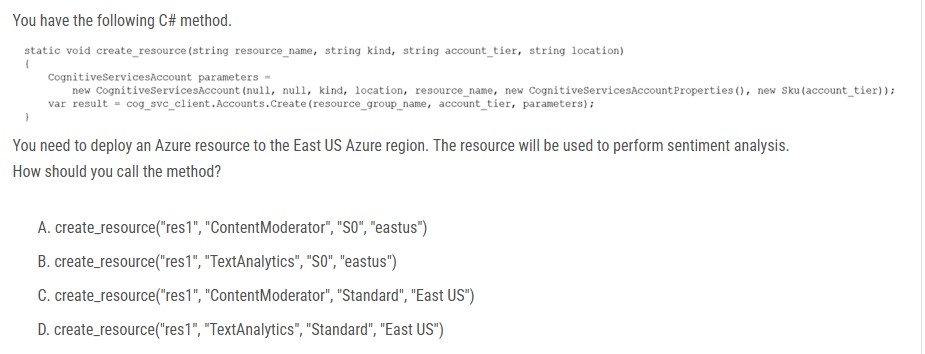 You have the following C# method.
static void create_resource(string resource_name, string kind, string account_tier, string location)
{
CognitiveServicesAccount parameters =
new CognitiveServicesAccount(null, null, kind, location, resource_name, new CognitiveServicesAccountProperties(), new Sku(account_tier));
var result = cog_svc_client.Accounts.Create(resource_group_name, account_tier, parameters);
}
You need to deploy an Azure resource to the East US Azure region. The resource will be used to perform sentiment analysis.
How should you call the method?
A. create_resource("res1", "ContentModerator", "S0", "eastus")
B. create_resource("res1", "TextAnalytics", "S0", "eastus")
C. create_resource("res1", "ContentModerator", "Standard", "East US")
D. create_resource("res1", "TextAnalytics", "Standard", "East US")